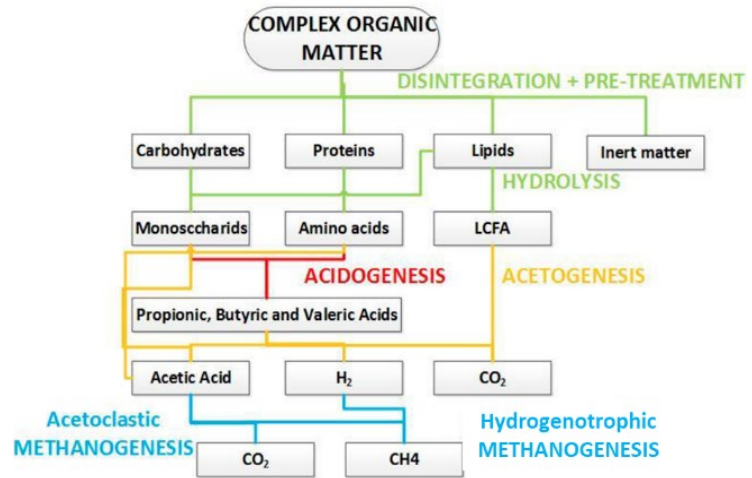 COMPLEX ORGANIC
MATTER
DISINTEGRATION + PRE-TREATMENT
Carbohydrates
Proteins
Lipids
Inert matter
HYDROLYSIS
Monosccharids
Amino acids
LCFA
ACIDOGENESIS
ACETOGENESIS
Propionic, Butyric and Valeric Acids
Acetic Acid
H₂
CO₂
Acetoclastic
METHANOGENESIS
Hydrogenotrophic
METHANOGENESIS
CO₂
CH4